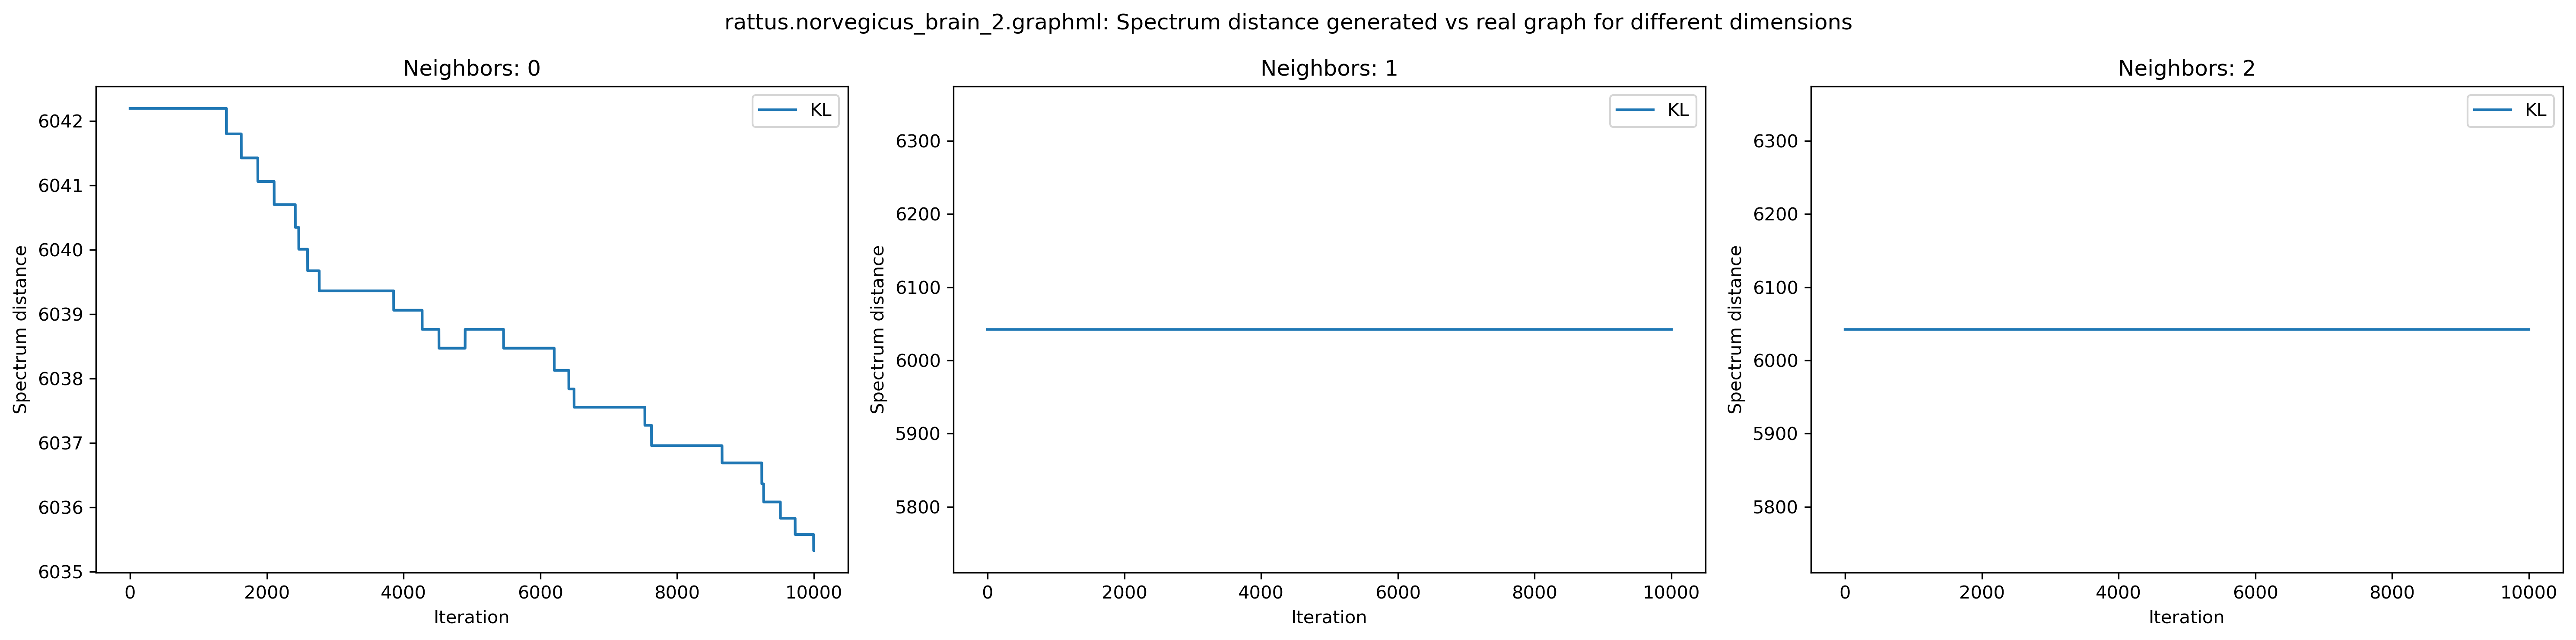 rattus.norvegicus_brain_2.graphml: Spectrum distance generated vs real graph for different dimensions
Neighbors: 0
KL
6042
6041
6040
6039
6038
6037
6036
6035
Spectrum distance
0 2000 4000 6000 8000 10000
Iteration
Neighbors: 1
KL
6300
6200
6100
6000
5900
5800
Spectrum distance
0 2000 4000 6000 8000 10000
Iteration
Neighbors: 2
KL
6300
6200
6100
6000
5900
5800
Spectrum distance
0 2000 4000 6000 8000 10000
Iteration